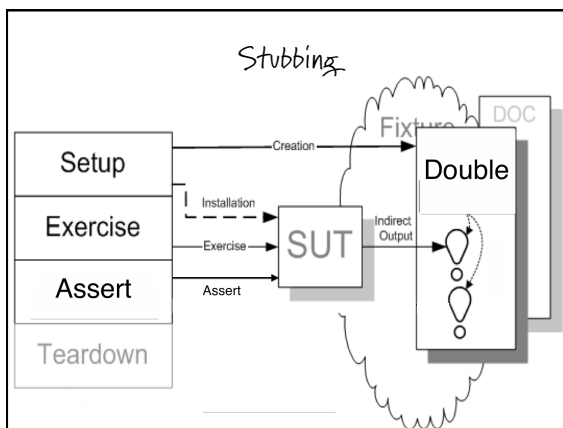 Stubbing
Fixture
DOC
Setup
Creation
Double
Installation
Exercise
Exercise
SUT
Indirect
Output
Assert
Assert
Teardown